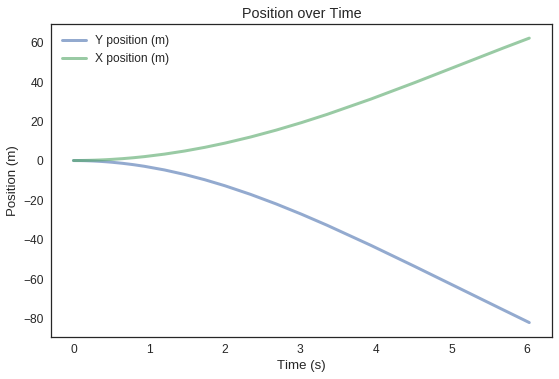 Position over Time
Y position (m)
X position (m)
Position (m)
60
40
20
0
−20
−40
−60
−80
0 1 2 3 4 5 6
Time (s)